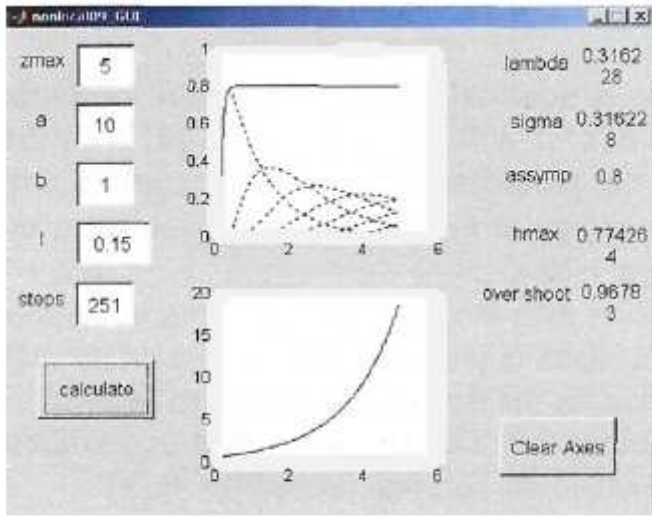 nonlocal09_GUI
zmax 5
a 10
b 1
f 0.15
steps 251
calculate
1
0.8
0.6
0.4
0.2
0
0 2 4 6
20
15
10
5
0
0 2 4 6
lambda 0.3162
28
sigma 0.31622
8
assymp 0.8
hmax 0.77426
4
over shoot 0.9678
3
Clear Axes